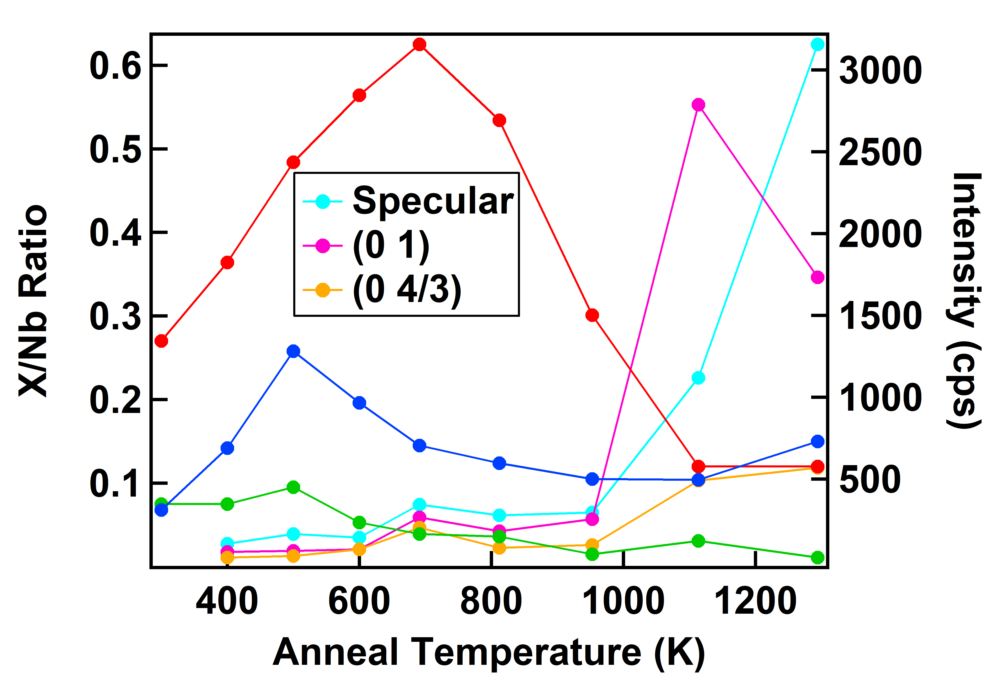 X/Nb Ratio
0.6
0.5
0.4
0.3
0.2
0.1
Specular
(0 1)
(0 4/3)
3000
2500
2000
1500
1000
500
Intensity (cps)
400 600 800 1000 1200
Anneal Temperature (K)